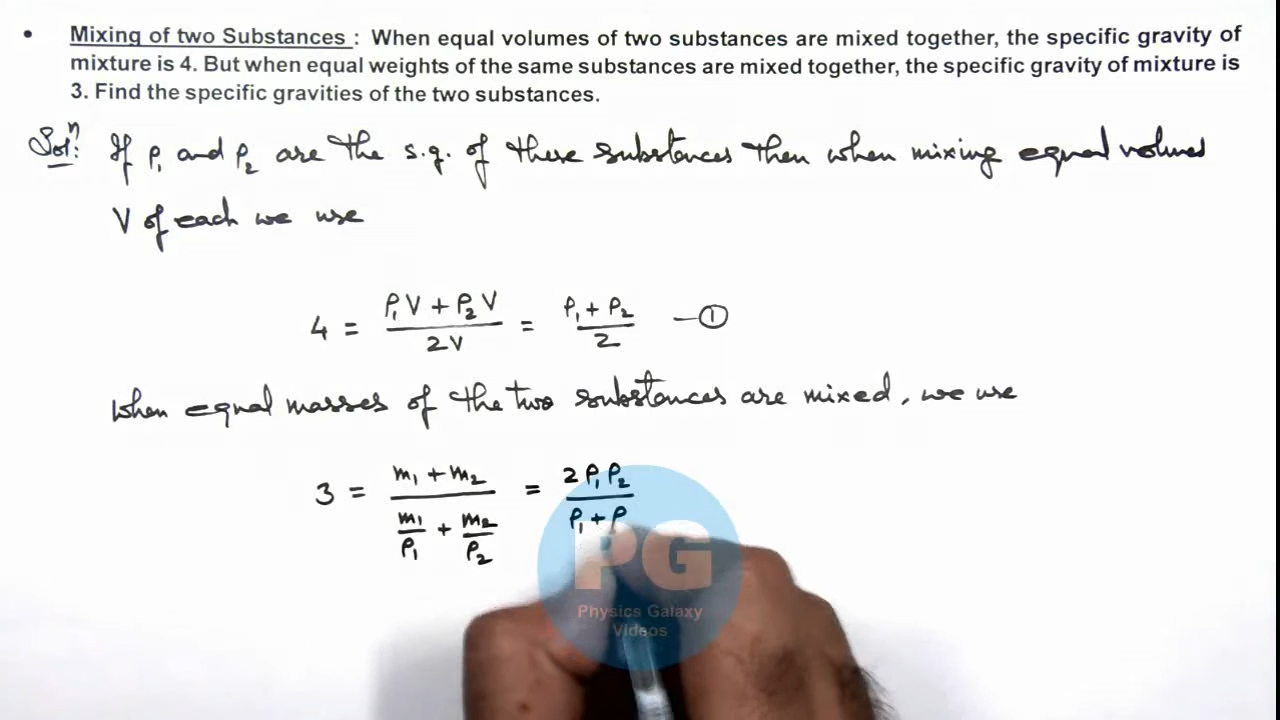 • Mixing of two Substances : When equal volumes of two substances are mixed together, the specific gravity of
mixture is 4. But when equal weights of the same substances are mixed together, the specific gravity of mixture is
3. Find the specific gravities of the two substances.
Solⁿ: If ρ₁ and ρ₂ are the s.g. of these substances then when mixing equal volumes
V of each we use
4 = (ρ₁V + ρ₂V)/(2V) = (ρ₁ + ρ₂)/2 —①
when equal masses of the two substances are mixed, we use
3 = (m₁ + m₂)/(m₁/ρ₁ + m₂/ρ₂) = (2ρ₁ρ₂)/(ρ₁ + ρ
PG
Physics Galaxy
Videos